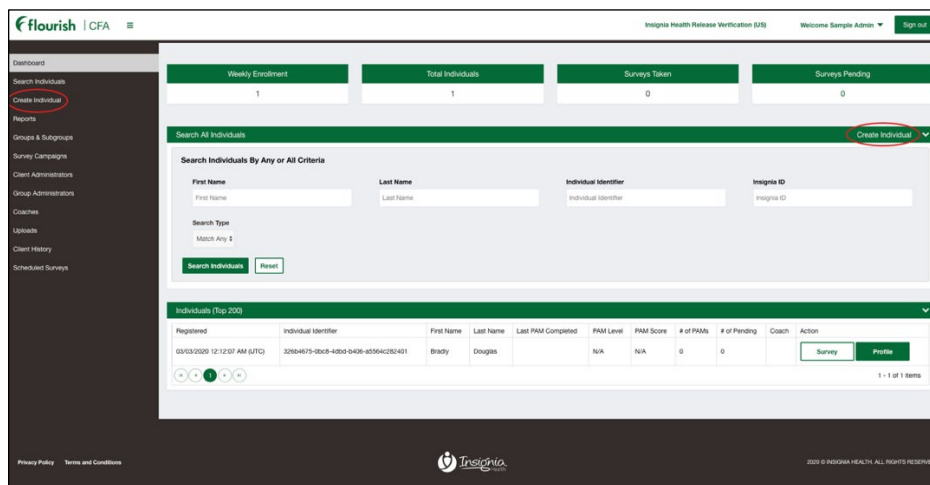 flourish | CFA
Insignia Health Release Verification (US)
Welcome Sample Admin
Sign out
Dashboard
Search Individuals
Create Individual
Reports
Groups & Subgroups
Survey Campaigns
Client Administrators
Group Administrators
Coaches
Uploads
Client History
Scheduled Surveys
Weekly Enrollment Total Individuals Surveys Taken Surveys Pending
1 1 0 0
Search All Individuals Create Individual
Search Individuals By Any or All Criteria
First Name Last Name Individual Identifier Insignia ID
First Name Last Name Individual Identifier Insignia ID
Search Type
Match Any
Search Individuals Reset
Individuals (Top 200)
Registered Individual Identifier First Name Last Name Last PAM Completed PAM Level PAM Score # of PAMs # of Pending Coach Action
03/03/2020 12:12:07 AM (UTC) 326b4675-0bc8-4dbd-b406-a5564c282401 Bradly Douglas N/A N/A 0 0 Survey Profile
1 1 - 1 of 1 items
Privacy Policy Terms and Conditions
Insignia Health
2020 © INSIGNIA HEALTH. ALL RIGHTS RESERVE